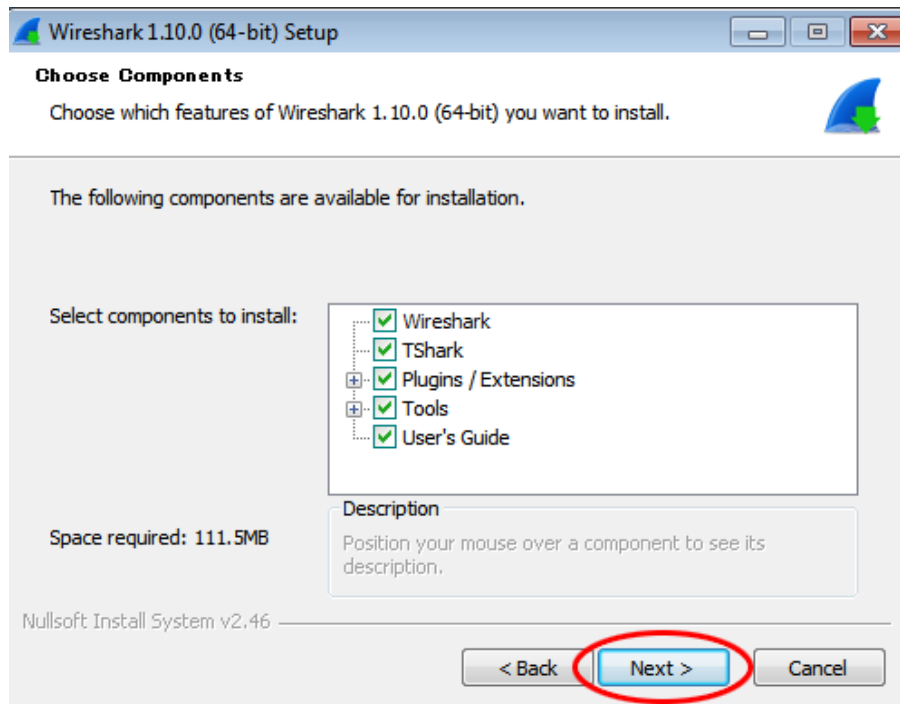 Wireshark 1.10.0 (64-bit) Setup
Choose Components
Choose which features of Wireshark 1.10.0 (64-bit) you want to install.
The following components are available for installation.
Select components to install:
Wireshark
TShark
Plugins / Extensions
Tools
User's Guide
Space required: 111.5MB
Description
Position your mouse over a component to see its
description.
Nullsoft Install System v2.46
< Back Next > Cancel